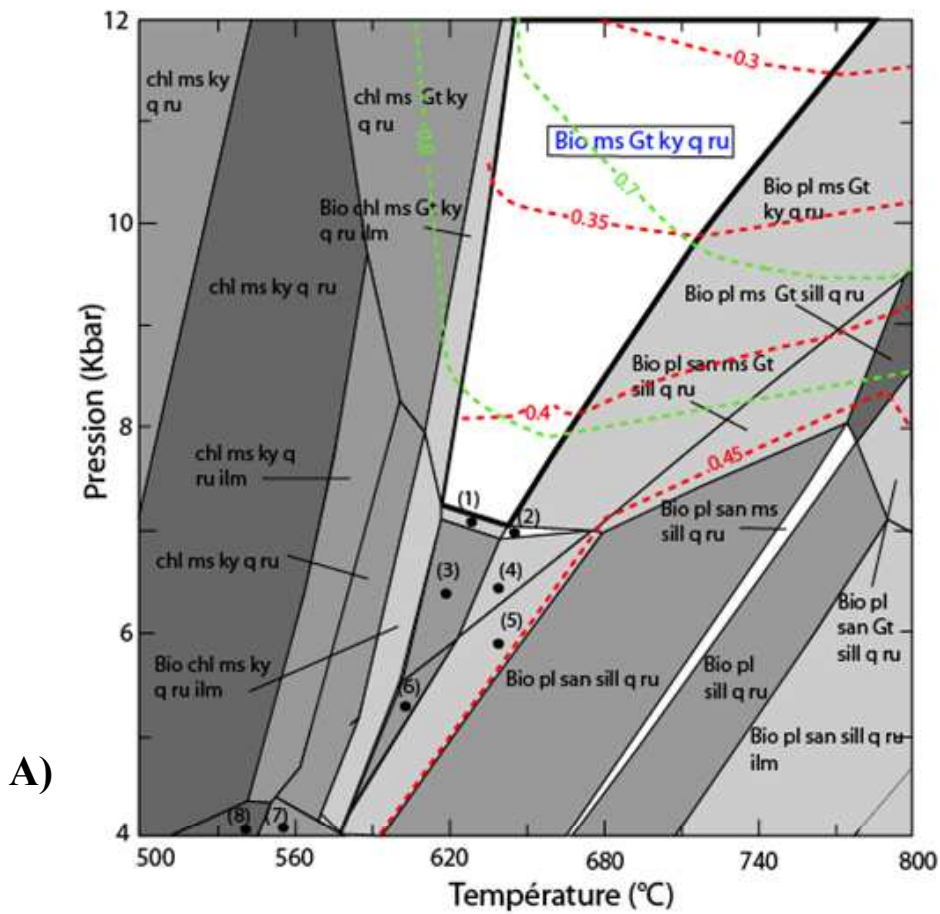 12
10
8
6
4
Pression (Kbar)
500
560
620
680
740
800
Température (°C)
A)
chl ms ky
q ru
chl ms Gt ky
q ru
0.3
Bio ms Gt ky q ru
0.7
Bio pl ms Gt
ky q ru
Bio chl ms Gt ky
q ru ilm
0.35
chl ms ky q ru
Bio pl ms Gt sill q ru
Bio pl san ms Gt
sill q ru
0.4
0.45
chl ms ky q
ru ilm
(1)
(2)
Bio pl san ms
sill q ru
chl ms ky q ru
(3)
(4)
(5)
Bio pl
san Gt
sill q ru
Bio chl ms ky
q ru ilm
(6)
Bio pl san sill q ru
Bio pl
sill q ru
Bio pl san sill q ru
ilm
(8)
(7)